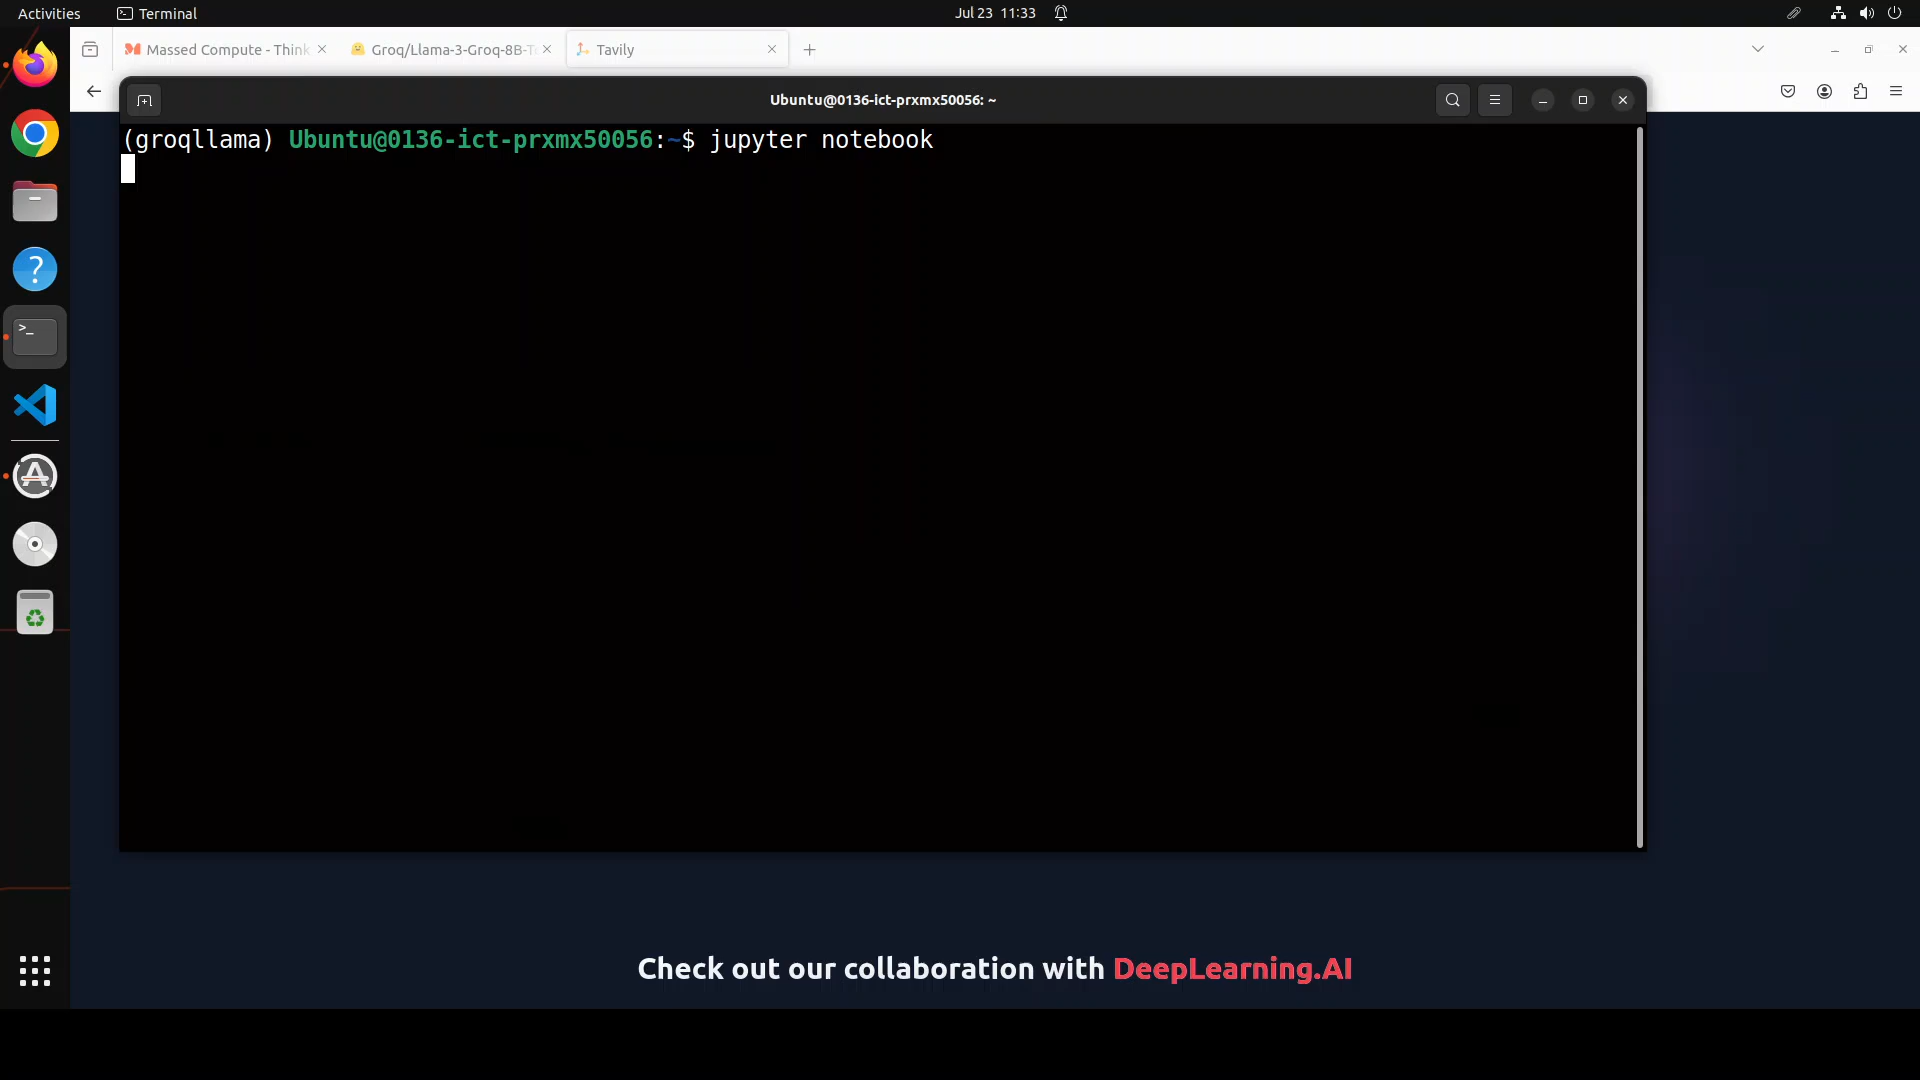 Activities
Terminal
Jul 23 11:33
Massed Compute - Think
Groq/Llama-3-Groq-8B-T
Tavily
Ubuntu@0136-ict-prxmx50056: ~
(groqllama) Ubuntu@0136-ict-prxmx50056:~$ jupyter notebook
Check out our collaboration with DeepLearning.AI